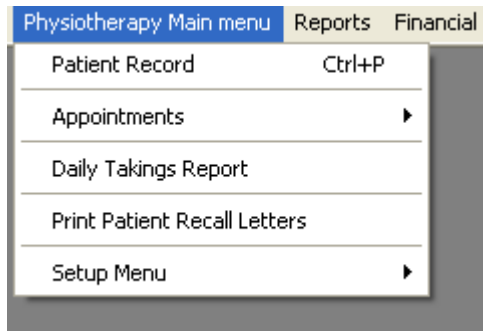 Physiotherapy Main menu Reports Financial
Patient Record Ctrl+P
Appointments
Daily Takings Report
Print Patient Recall Letters
Setup Menu